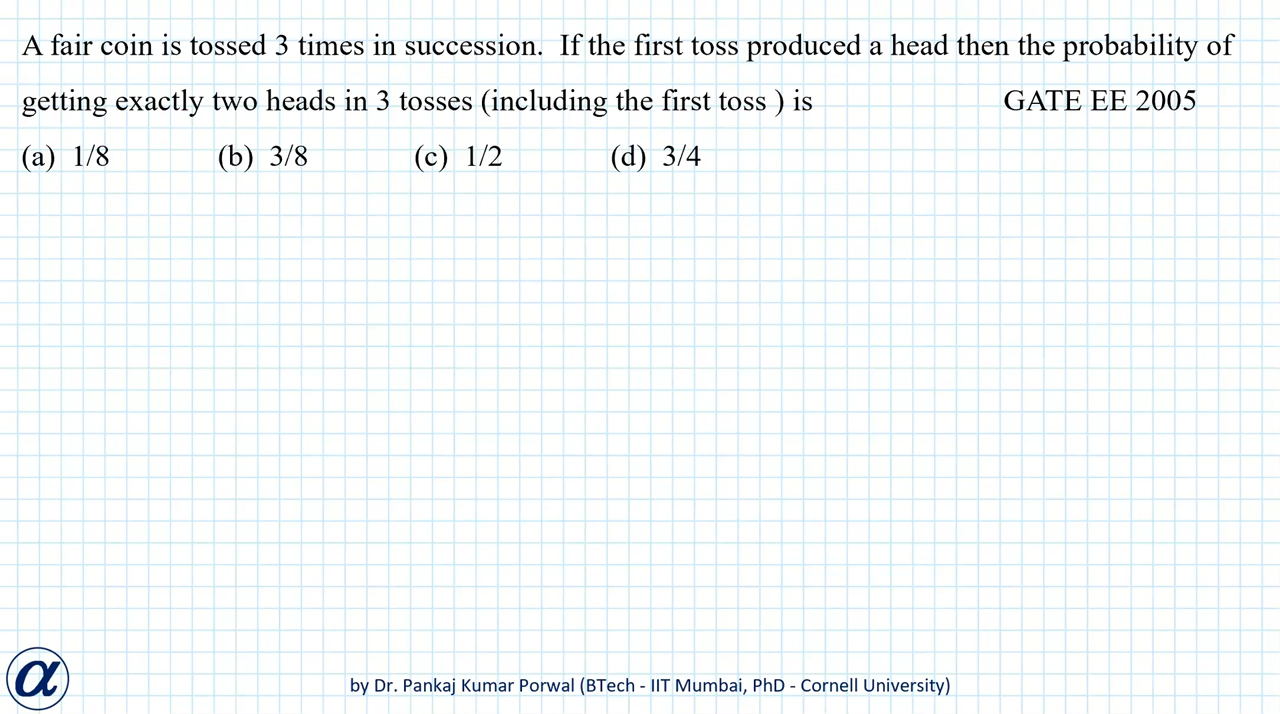 A fair coin is tossed 3 times in succession. If the first toss produced a head then the probability of
getting exactly two heads in 3 tosses (including the first toss ) is GATE EE 2005
(a) 1/8 (b) 3/8 (c) 1/2 (d) 3/4
α
by Dr. Pankaj Kumar Porwal (BTech - IIT Mumbai, PhD - Cornell University)